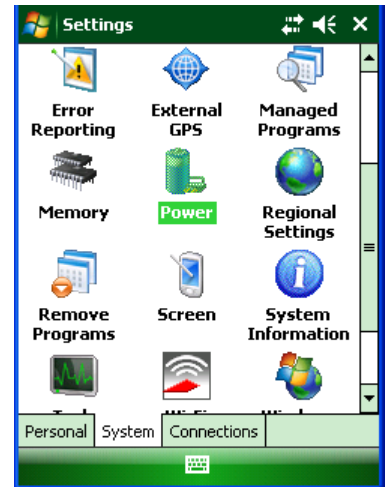 Settings
Error External Managed
Reporting GPS Programs
Memory Power Regional
Settings
Remove Screen System
Programs Information
Personal System Connections